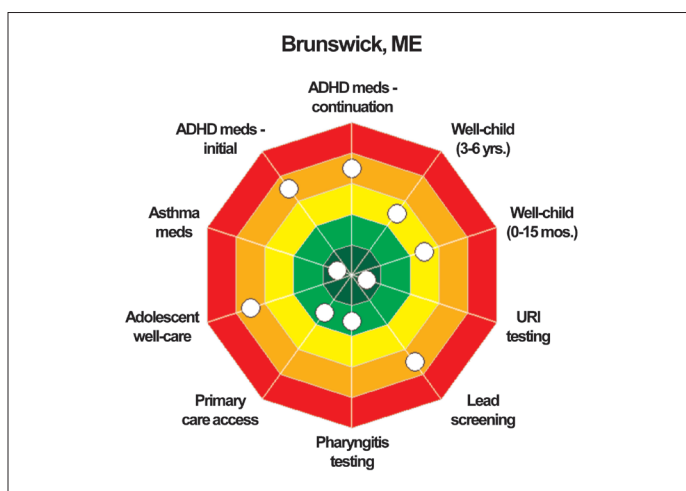 Brunswick, ME
ADHD meds -
continuation
ADHD meds -
initial
Well-child
(3-6 yrs.)
Asthma
meds
Well-child
(0-15 mos.)
Adolescent
well-care
URI
testing
Primary
care access
Lead
screening
Pharyngitis
testing